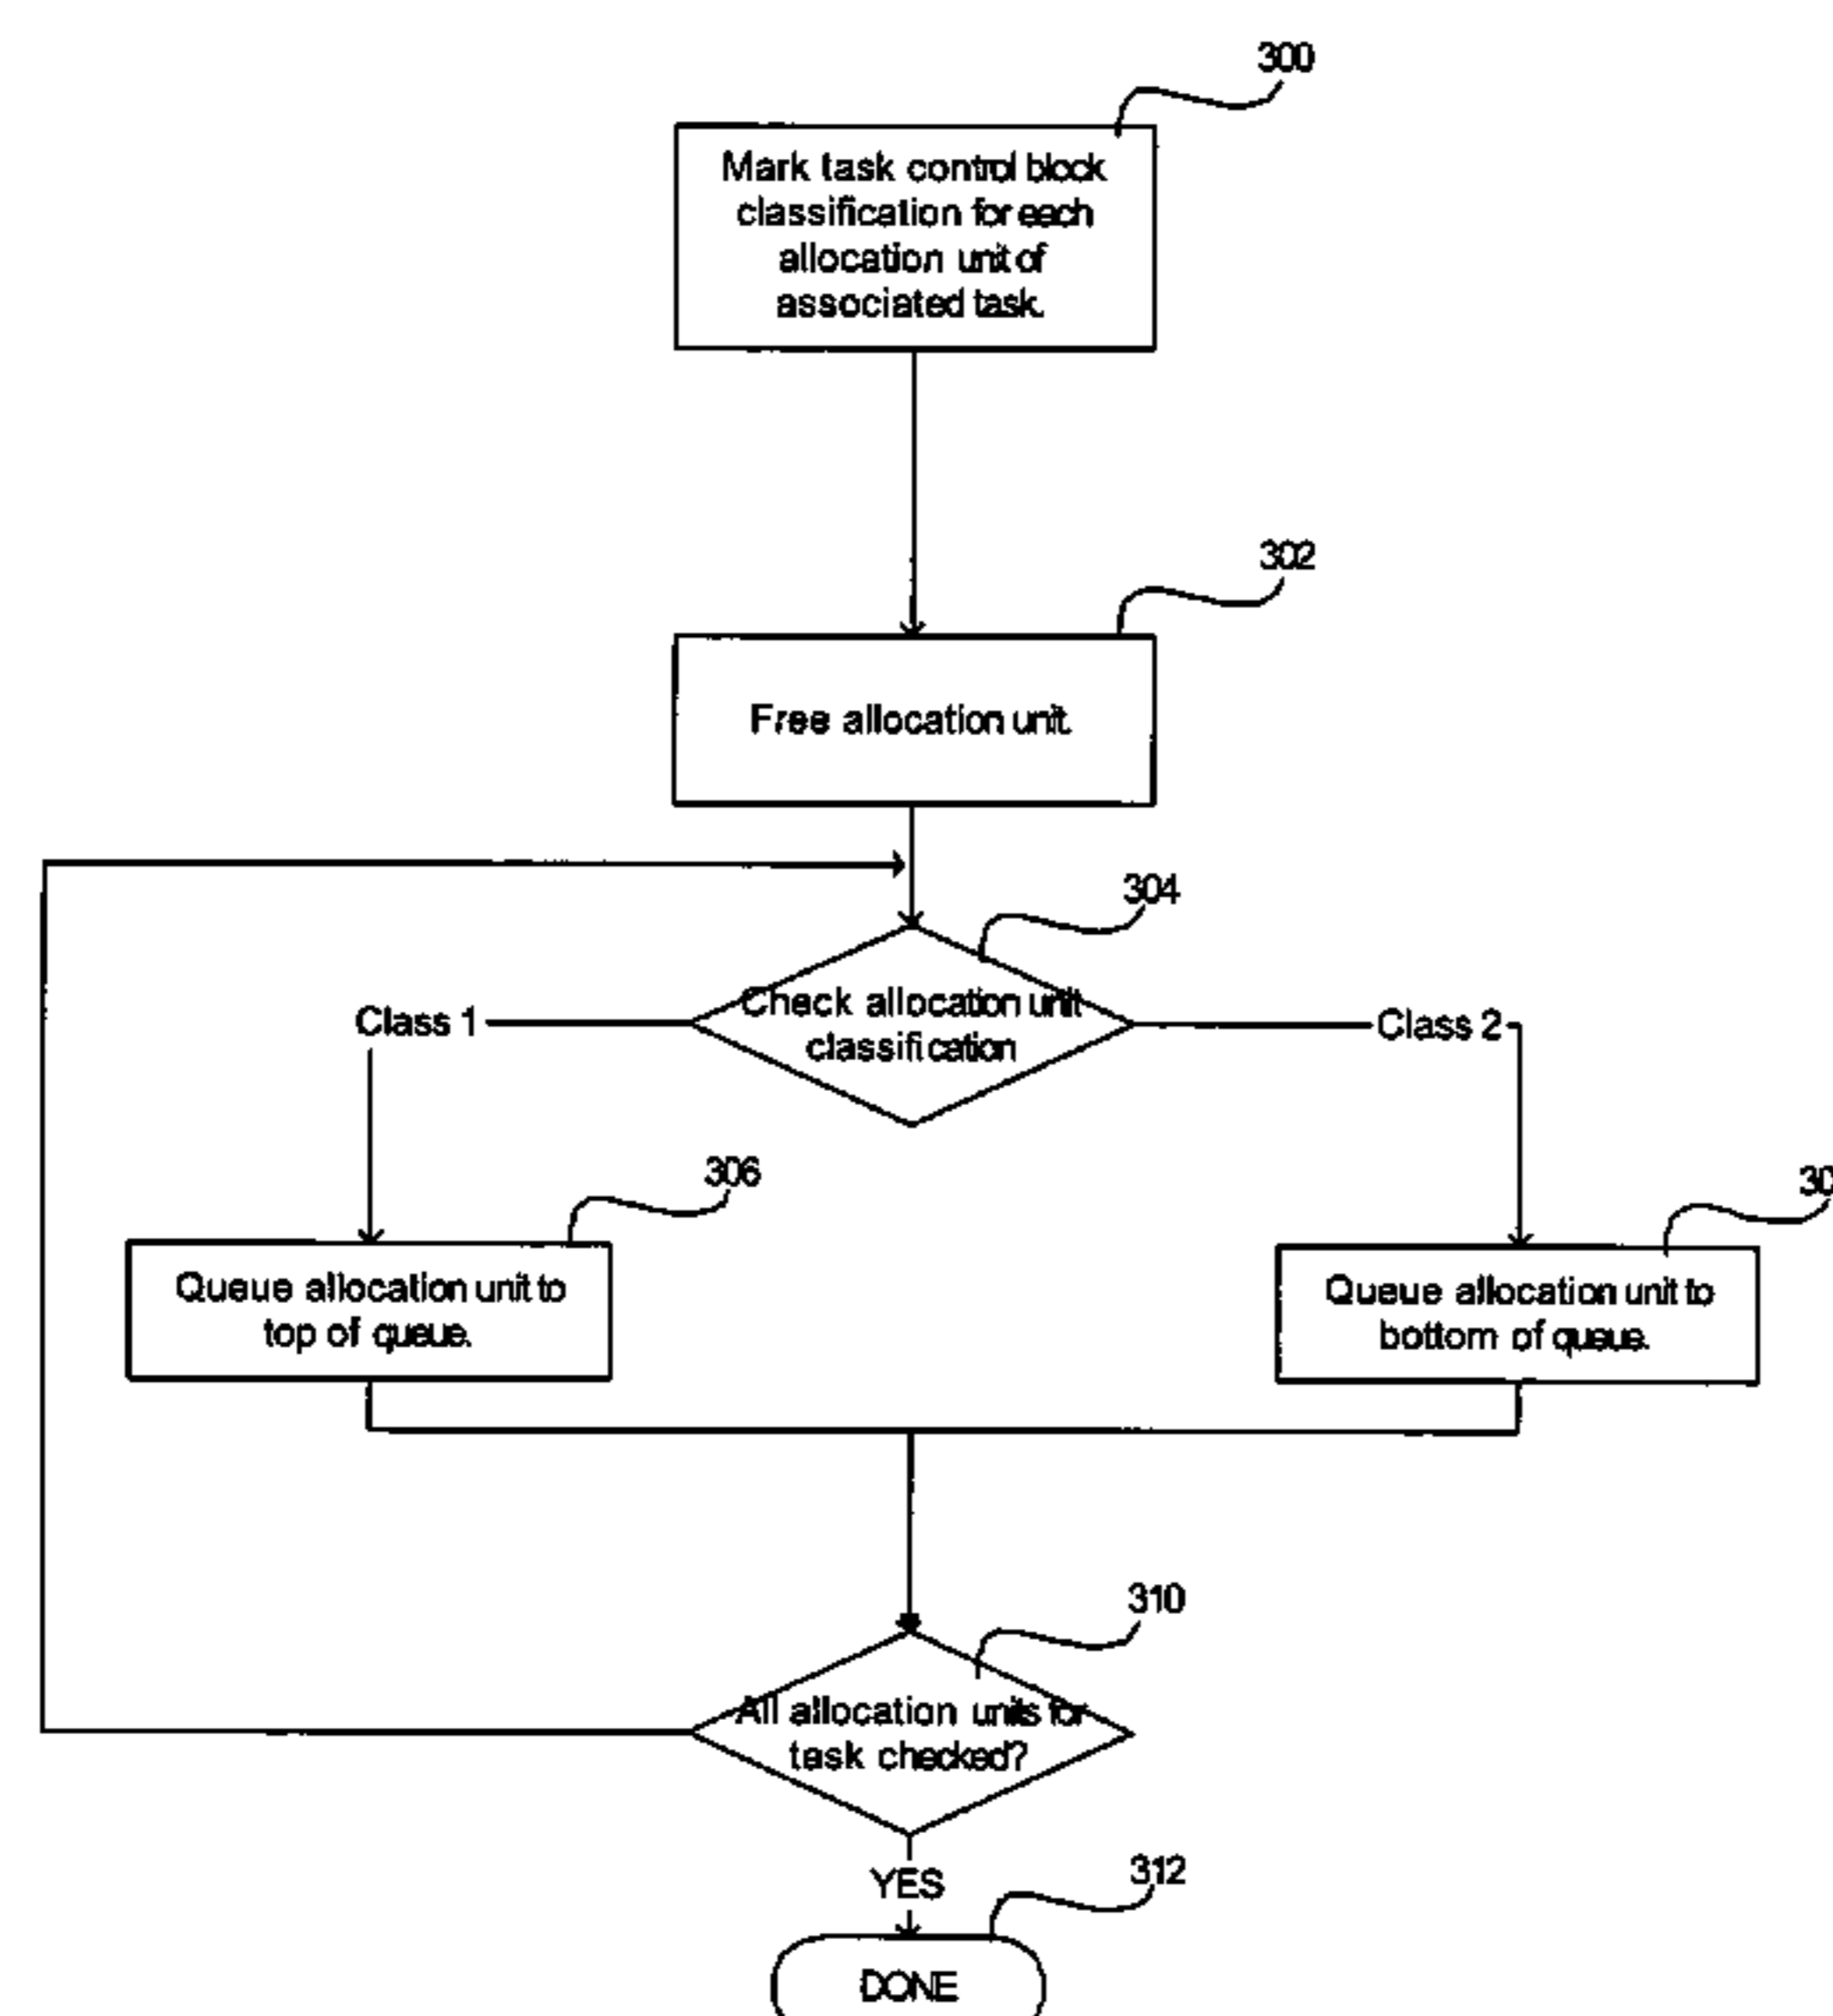 300
Mark task control block
classification for each
allocation unit of
associated task.
302
Free allocation unit.
304
Check allocation unit
classification
Class 1
Class 2
306
30
Queue allocation unit to
top of queue.
Queue allocation unit to
bottom of queue.
310
All allocation units for
task checked?
YES
312
DONE